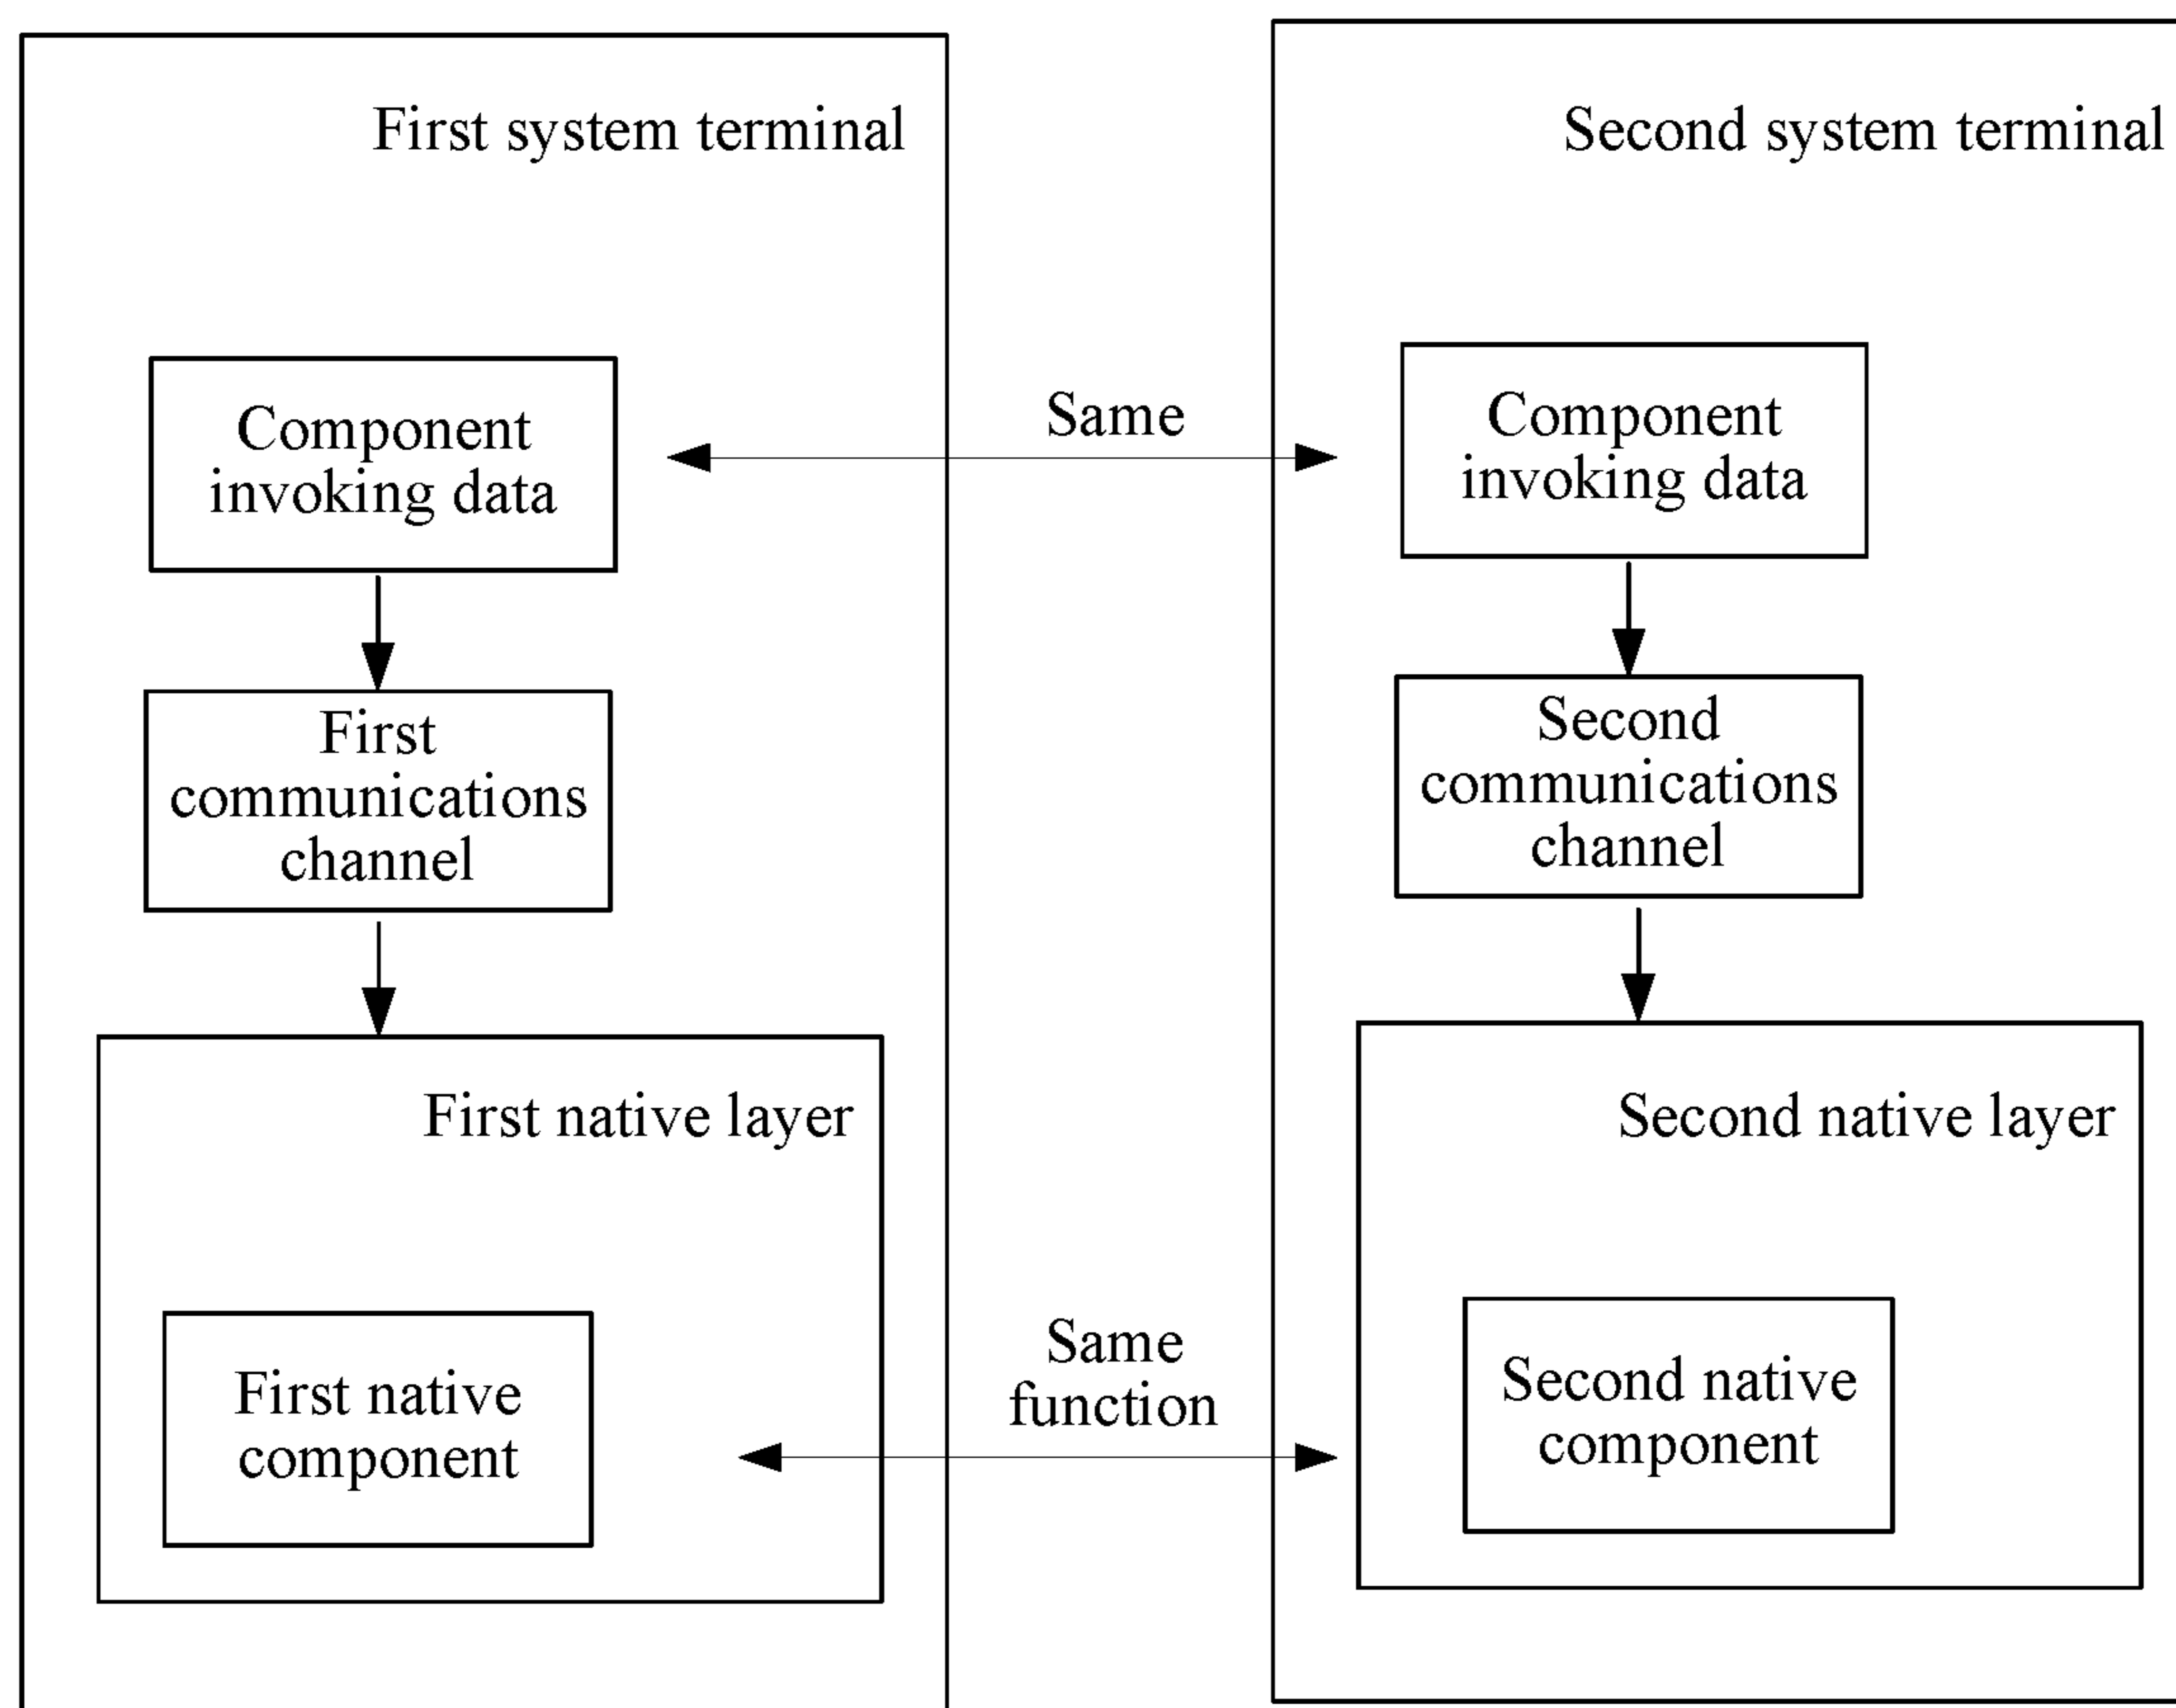 First system terminal
Component
invoking data
First
communications
channel
First native layer
First native
component
Same
Same
function
Second system terminal
Component
invoking data
Second
communications
channel
Second native layer
Second native
component